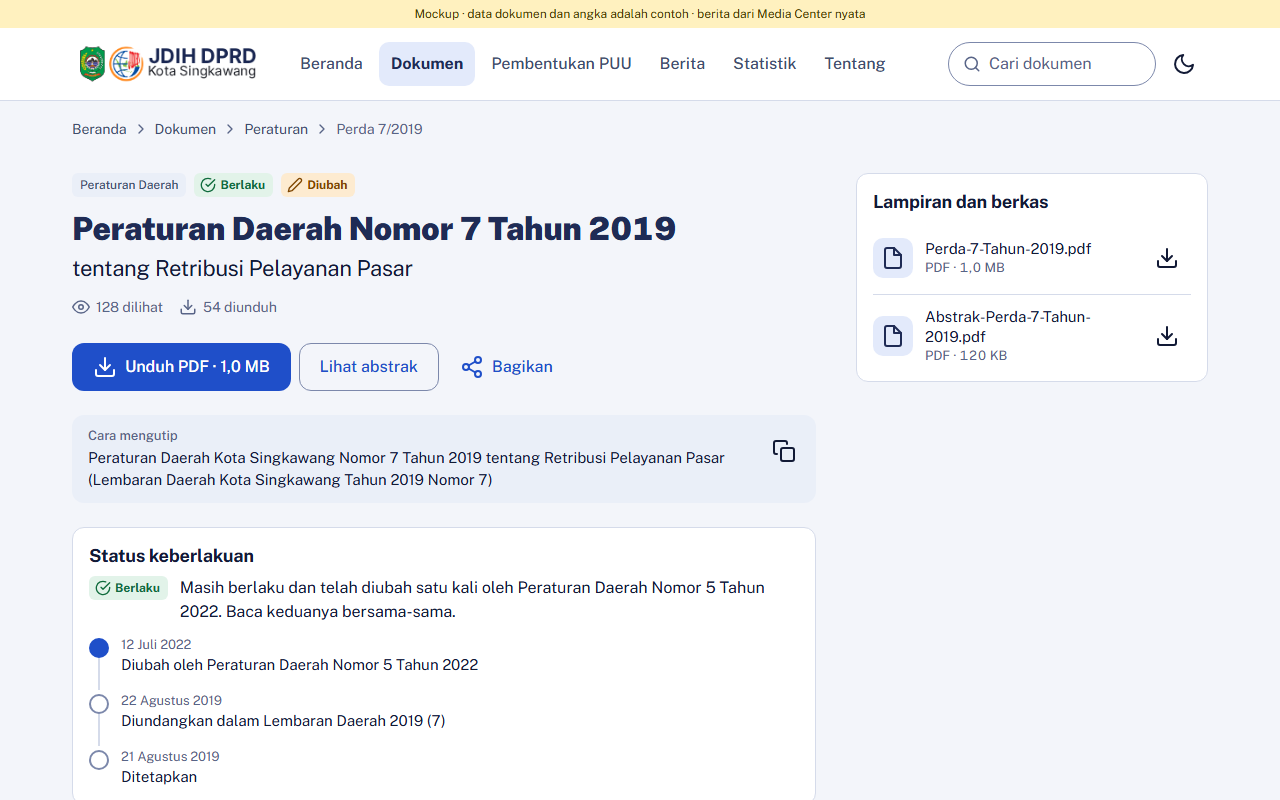 Mockup · data dokumen dan angka adalah contoh · berita dari Media Center nyata
JDIH DPRD
Kota Singkawang
Beranda
Dokumen
Pembentukan PUU
Berita
Statistik
Tentang
Cari dokumen
Beranda > Dokumen > Peraturan > Perda 7/2019
Peraturan Daerah
Berlaku
Diubah
Peraturan Daerah Nomor 7 Tahun 2019
tentang Retribusi Pelayanan Pasar
128 dilihat
54 diunduh
Unduh PDF · 1,0 MB
Lihat abstrak
Bagikan
Cara mengutip
Peraturan Daerah Kota Singkawang Nomor 7 Tahun 2019 tentang Retribusi Pelayanan Pasar
(Lembaran Daerah Kota Singkawang Tahun 2019 Nomor 7)
Status keberlakuan
Berlaku
Masih berlaku dan telah diubah satu kali oleh Peraturan Daerah Nomor 5 Tahun
2022. Baca keduanya bersama-sama.
12 Juli 2022
Diubah oleh Peraturan Daerah Nomor 5 Tahun 2022
22 Agustus 2019
Diundangkan dalam Lembaran Daerah 2019 (7)
21 Agustus 2019
Ditetapkan
Lampiran dan berkas
Perda-7-Tahun-2019.pdf
PDF · 1,0 MB
Abstrak-Perda-7-Tahun-
2019.pdf
PDF · 120 KB